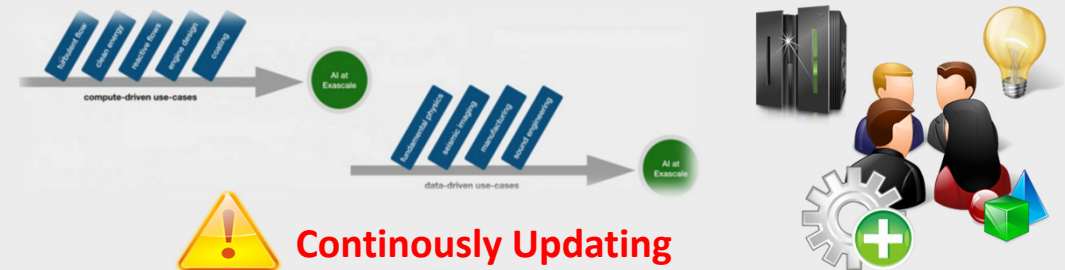 turbulent flow
clean energy
reactive flows
engine design
coating
AI at
Exascale
compute-driven use-cases
fundamental physics
seismic imaging
manufacturing
sound engineering
AI at
Exascale
data-driven use-cases
Continously Updating